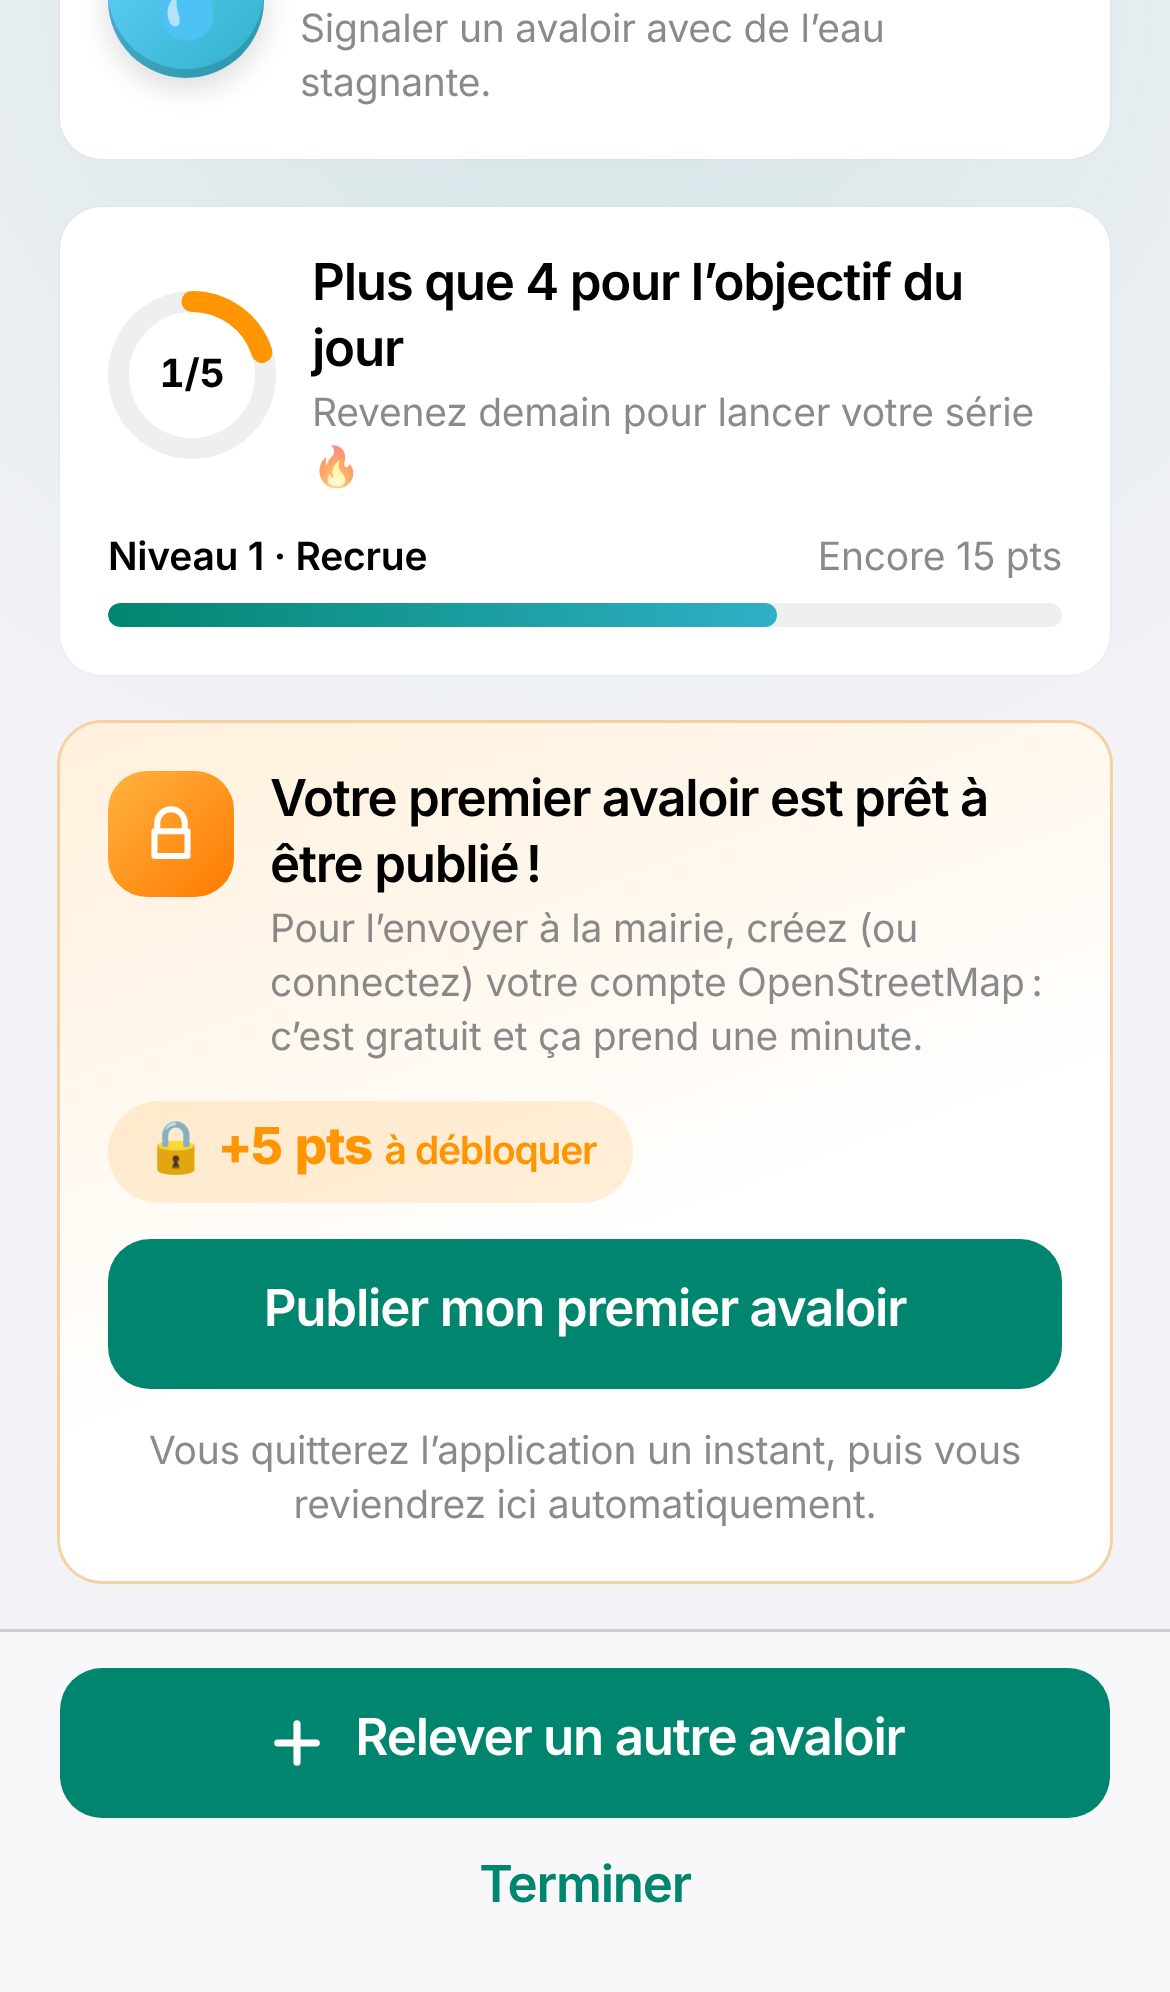 Signaler un avaloir avec de l’eau
stagnante.
Plus que 4 pour l’objectif du
jour
1/5
Revenez demain pour lancer votre série
🔥
Niveau 1 · Recrue
Encore 15 pts
Votre premier avaloir est prêt à
être publié !
Pour l’envoyer à la mairie, créez (ou
connectez) votre compte OpenStreetMap :
c’est gratuit et ça prend une minute.
🔒 +5 pts à débloquer
Publier mon premier avaloir
Vous quitterez l’application un instant, puis vous
reviendrez ici automatiquement.
+ Relever un autre avaloir
Terminer